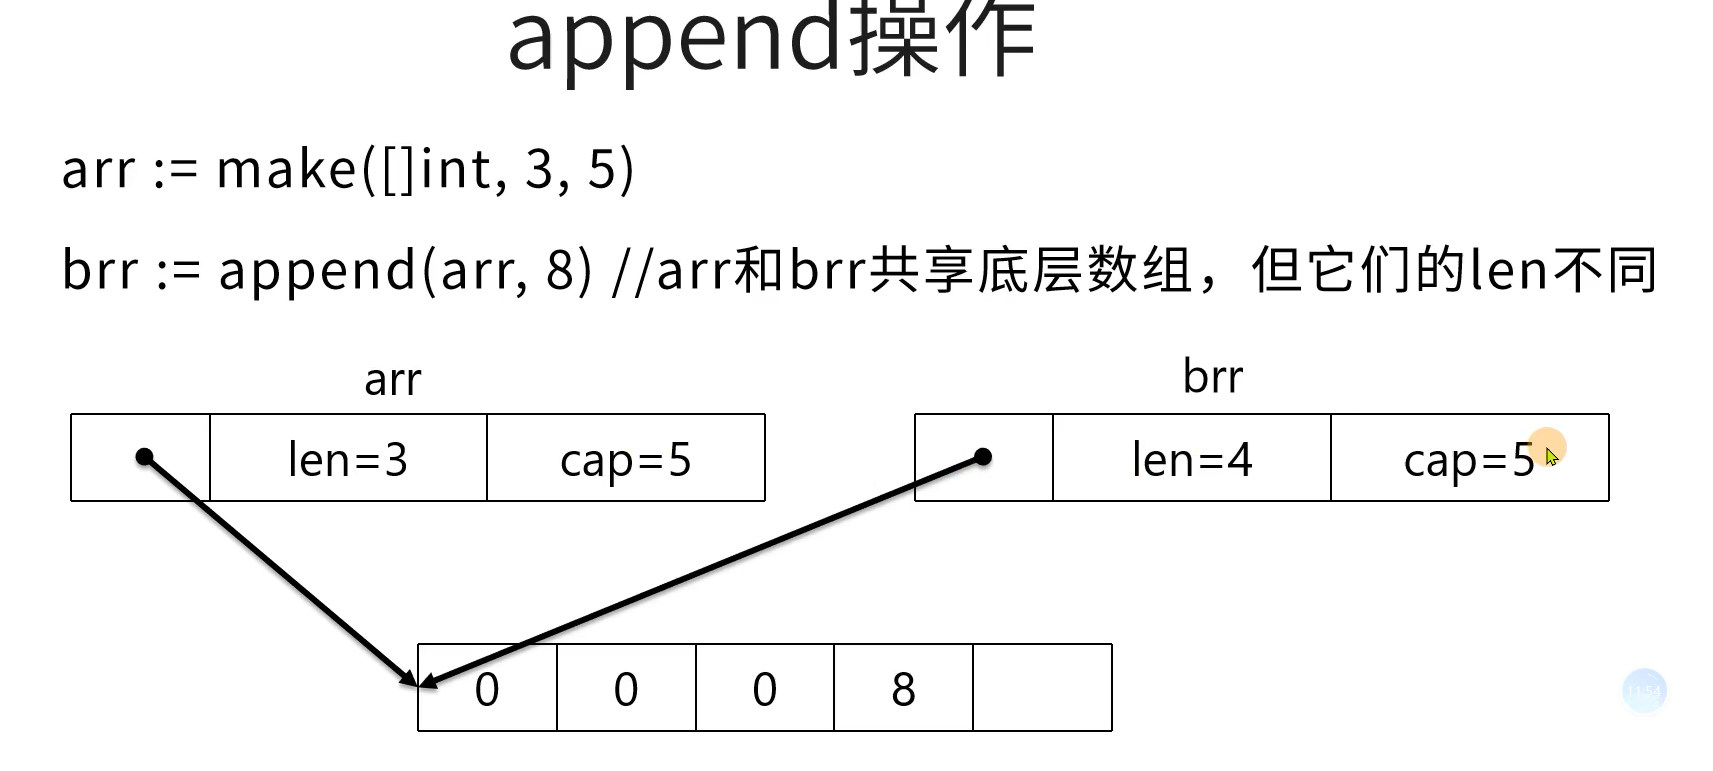 append操作
arr := make([]int, 3, 5)
brr := append(arr, 8) //arr和brr共享底层数组，但它们的len不同
arr
brr
len=3
cap=5
len=4
cap=5
0
0
0
8
11:54